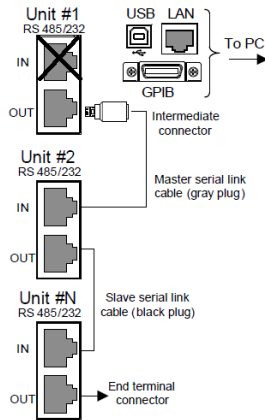 Unit #1
RS 485/232
IN
OUT
USB
LAN
GPIB
To PC
Intermediate
connector
Master serial link
cable (gray plug)
Unit #2
RS 485/232
IN
OUT
Slave serial link
cable (black plug)
Unit #N
RS 485/232
IN
OUT
End terminal
connector